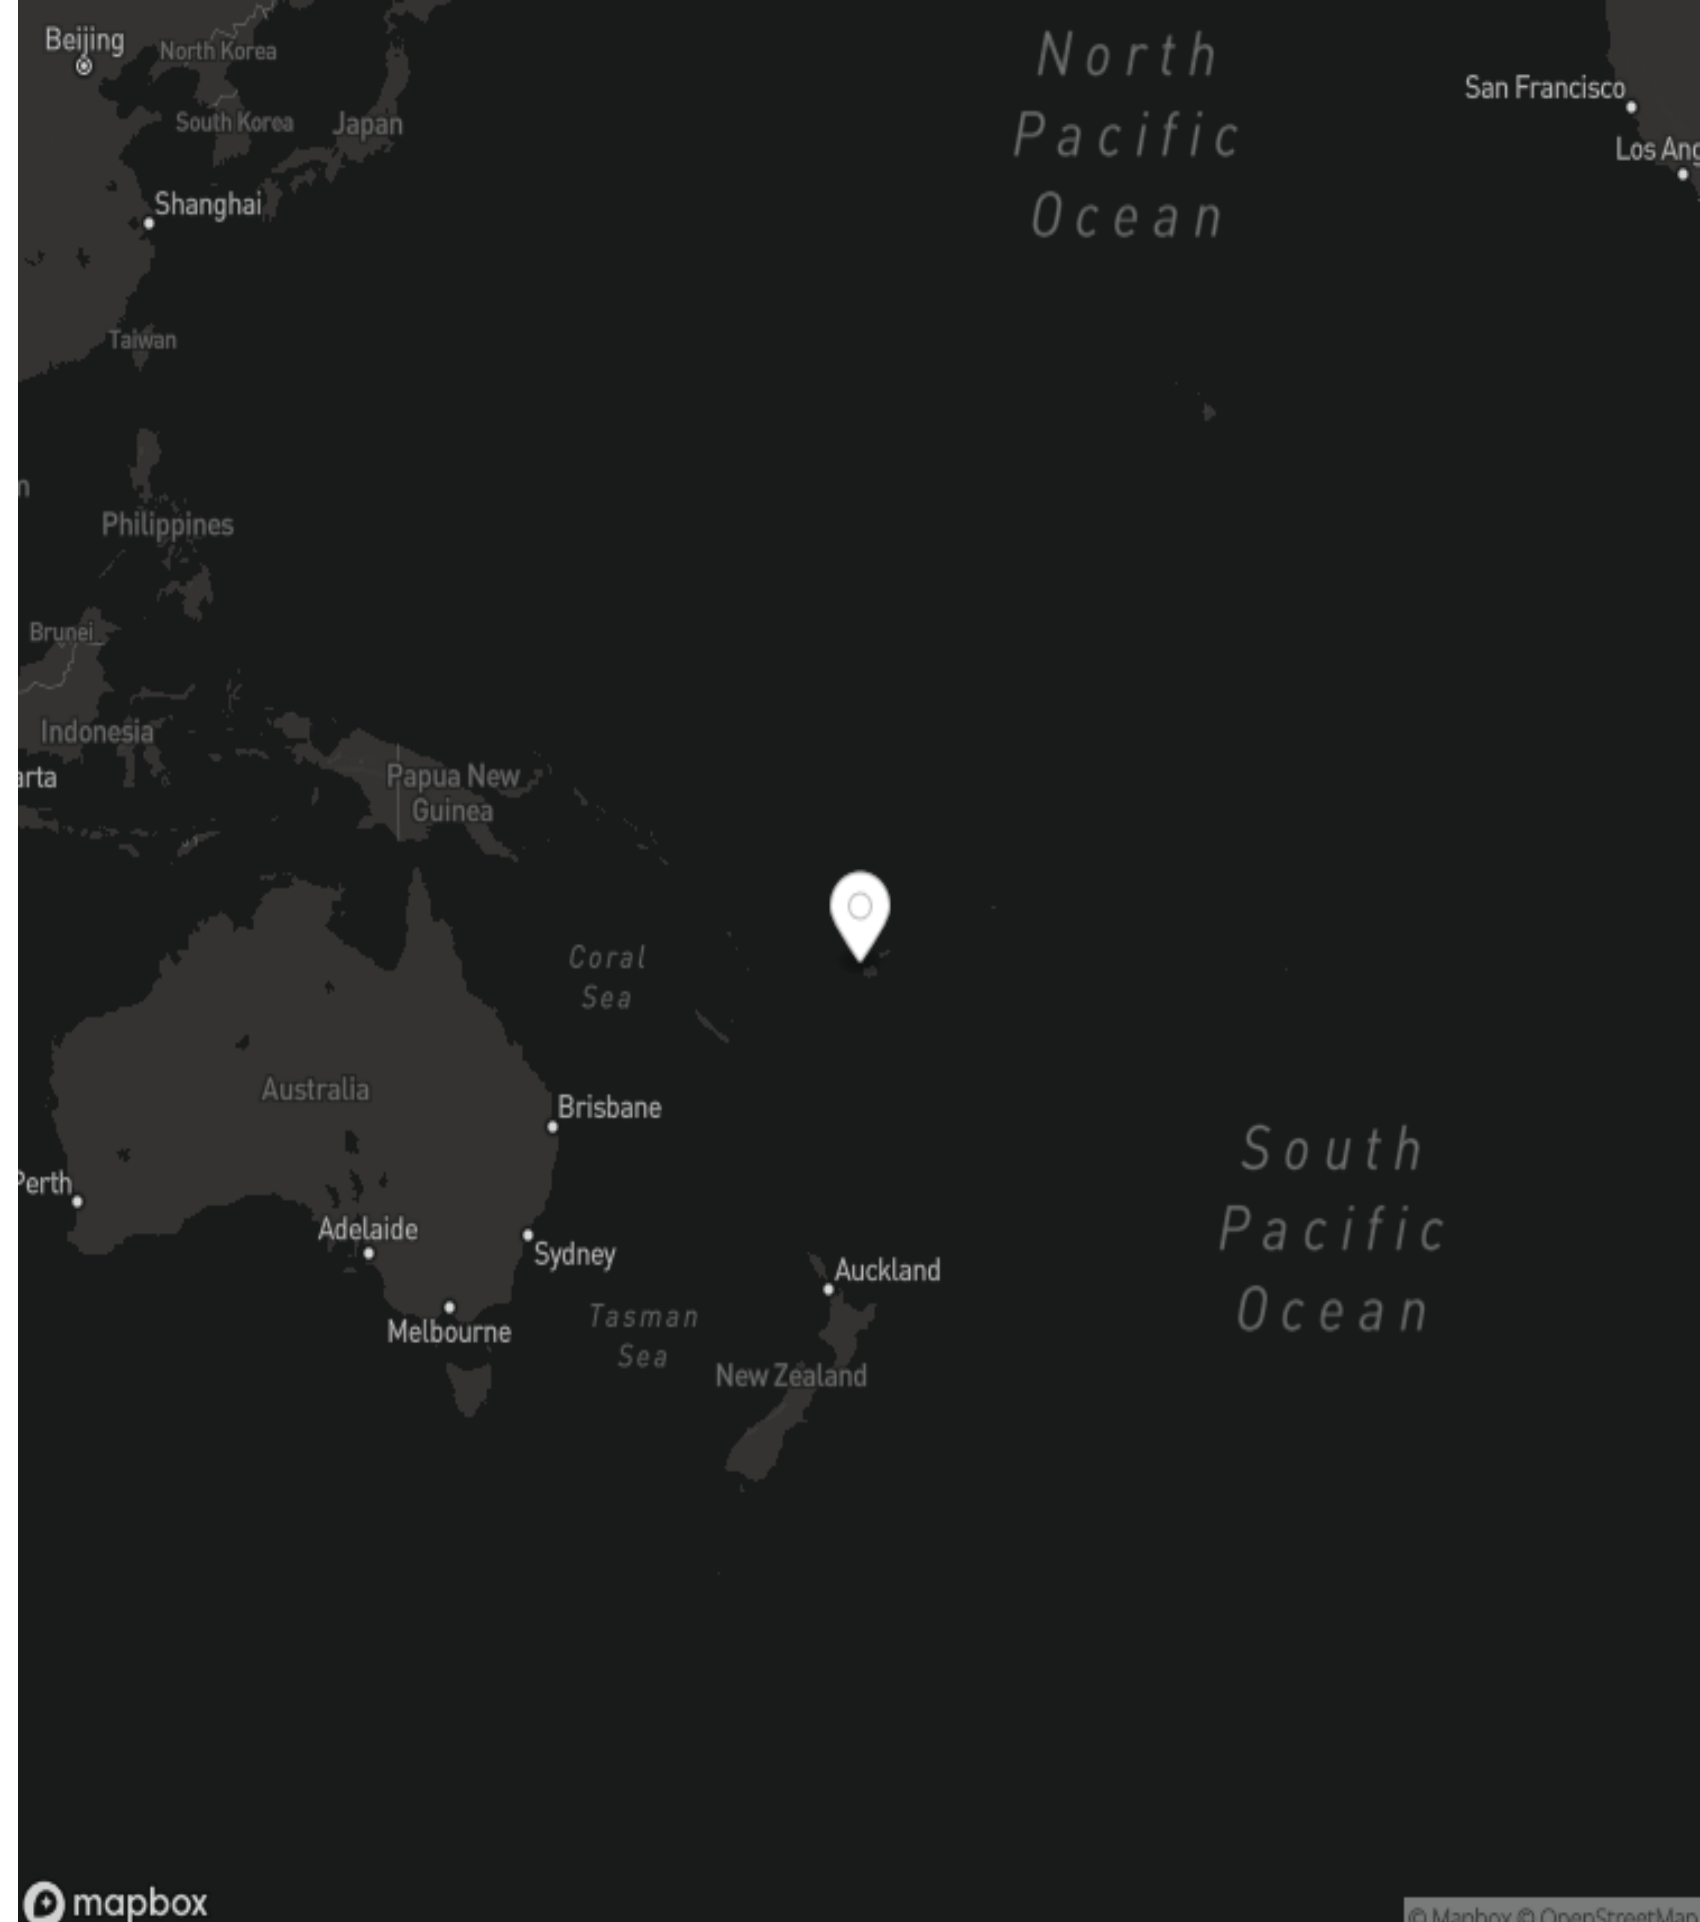 Beijing
North Korea
North
Pacific
Ocean
San Francisco
South Korea
Japan
Los Ang
Shanghai
Taiwan
n
Philippines
Brunei
Indonesia
arta
Papua New
Guinea
Coral
Sea
Australia
Brisbane
South
Pacific
Ocean
Perth
Adelaide
Sydney
Auckland
Tasman
Sea
Melbourne
New Zealand
mapbox
© Mapbox © OpenStreetMap